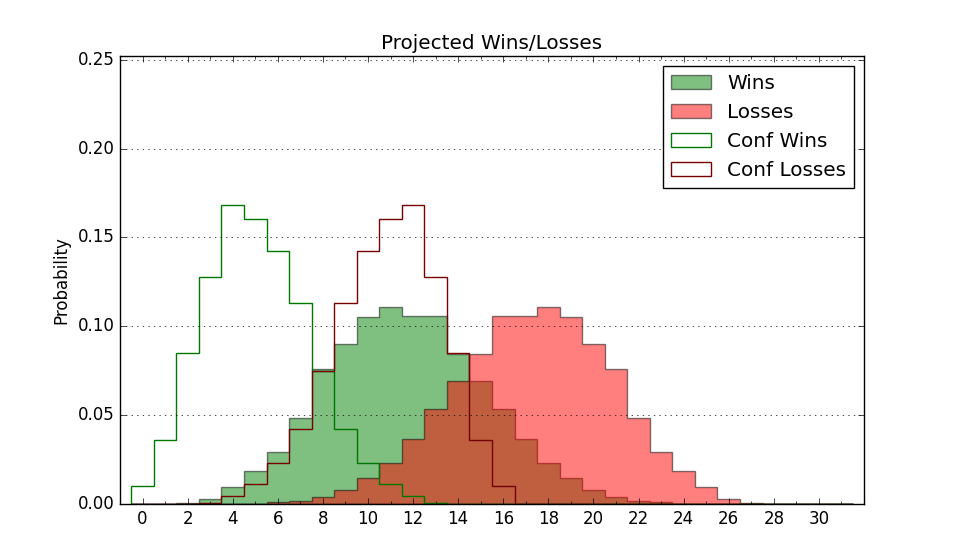 Projected Wins/Losses
0.25
0.20
0.15
0.10
0.05
0.00
Probability
Wins
Losses
Conf Wins
Conf Losses
0 2 4 6 8 10 12 14 16 18 20 22 24 26 28 30